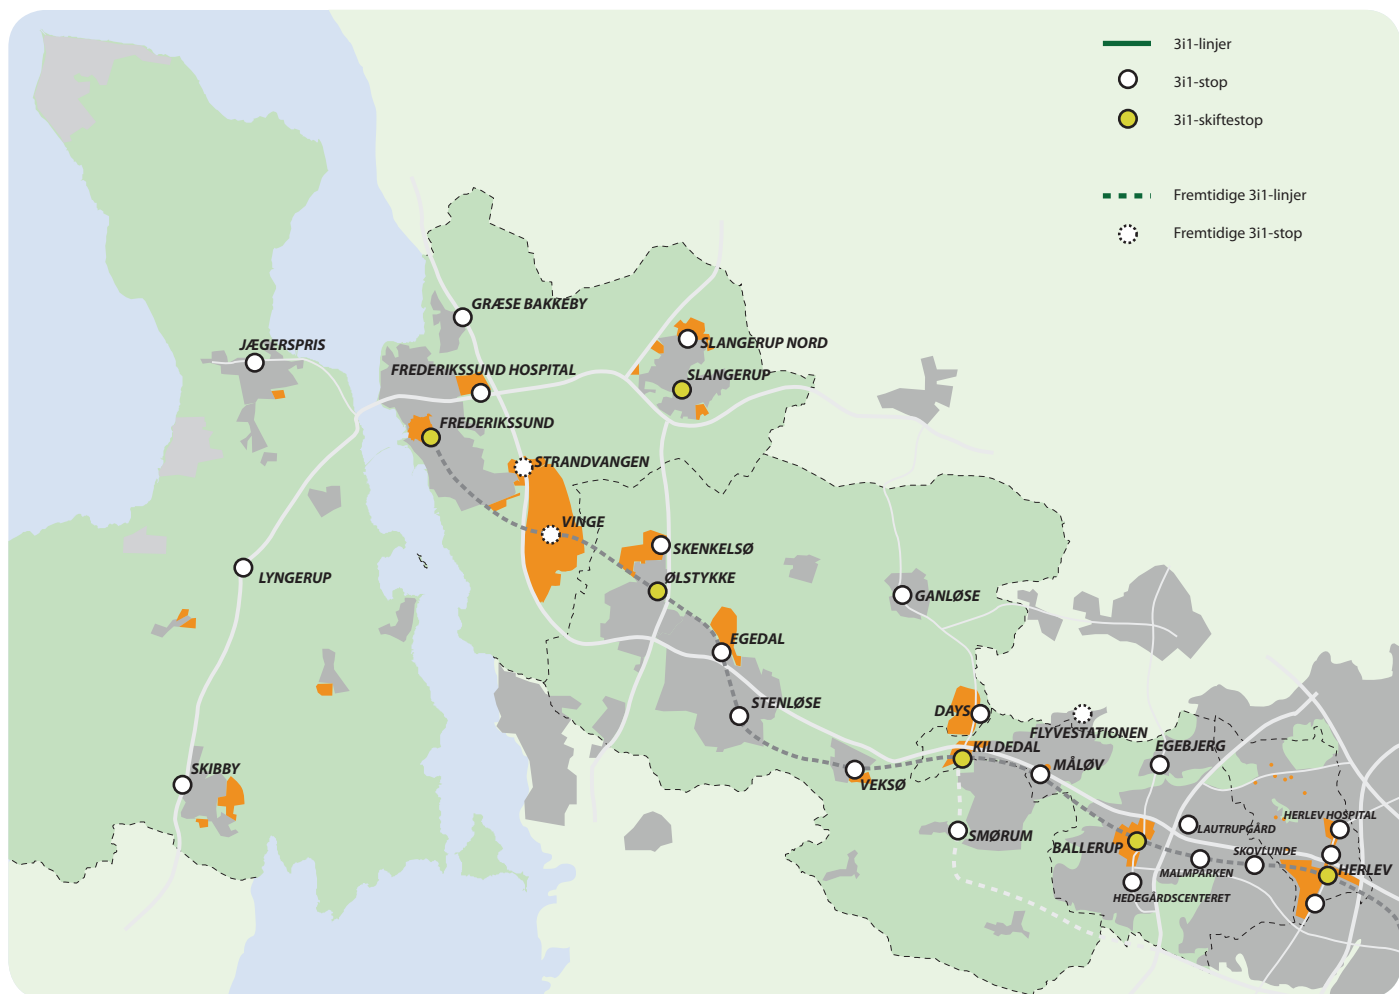 3i1-linjer
3i1-stop
3i1-skiftestop
Fremtidige 3i1-linjer
Fremtidige 3i1-stop
GRÆSE BAKKEBY
JÆGERSPRIS
SLANGERUP NORD
FREDERIKSSUND HOSPITAL
SLANGERUP
FREDERIKSSUND
STRANDVANGEN
VINGE
SKENKELSØ
LYNGERUP
ØLSTYKKE
GANLØSE
EGEDAL
STENLØSE
DAYS
FLYVESTATIONEN
KILDEDAL
EGEBJERG
MÅLØV
SKIBBY
VEKSØ
HERLEV HOSPITAL
LAUTRUPGÅRD
SMØRUM
BALLERUP
SKOVLUNDE
MALMPARKEN
HERLEV
HEDEGÅRDSCENTERET